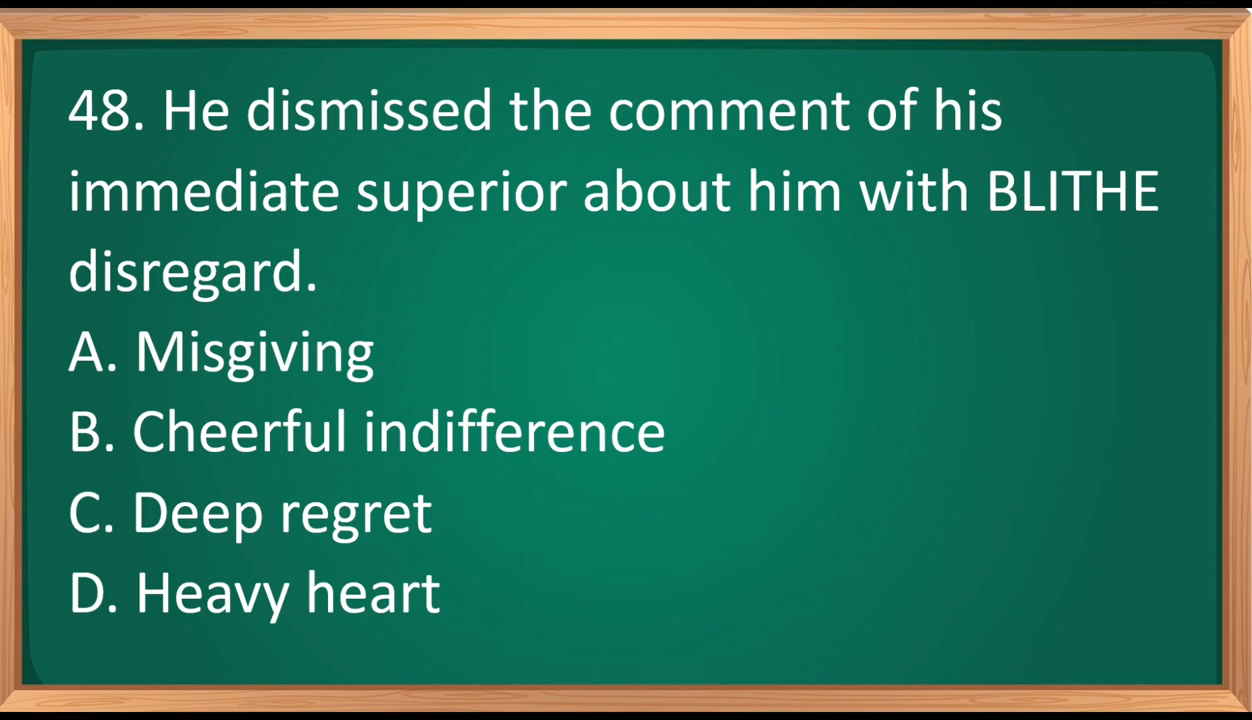 48. He dismissed the comment of his
immediate superior about him with BLITHE
disregard.
A. Misgiving
B. Cheerful indifference
C. Deep regret
D. Heavy heart